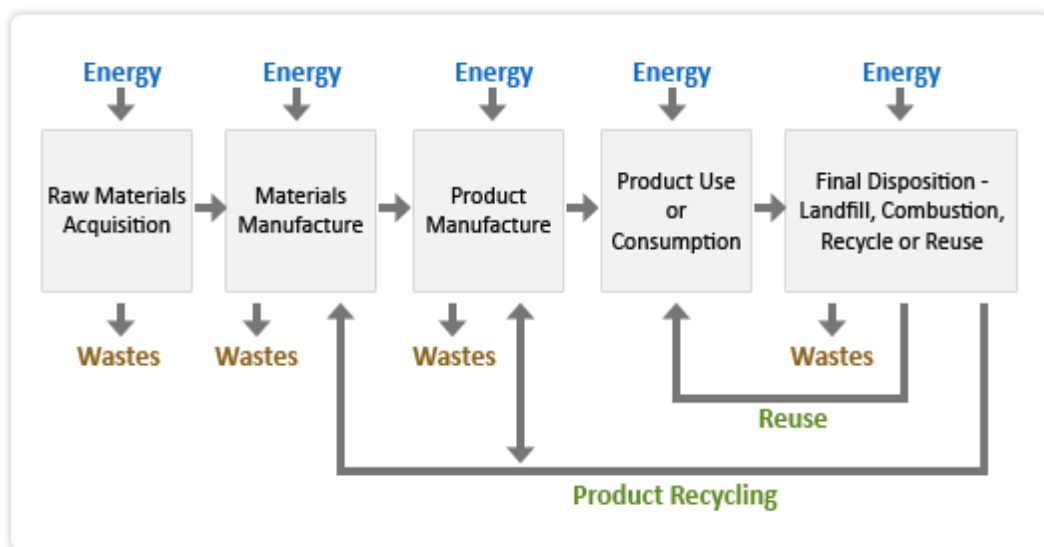 Energy
Energy
Energy
Energy
Energy
Raw Materials
Acquisition
Materials
Manufacture
Product
Manufacture
Product Use
or
Consumption
Final Disposition -
Landfill, Combustion,
Recycle or Reuse
Wastes
Wastes
Wastes
Wastes
Reuse
Product Recycling